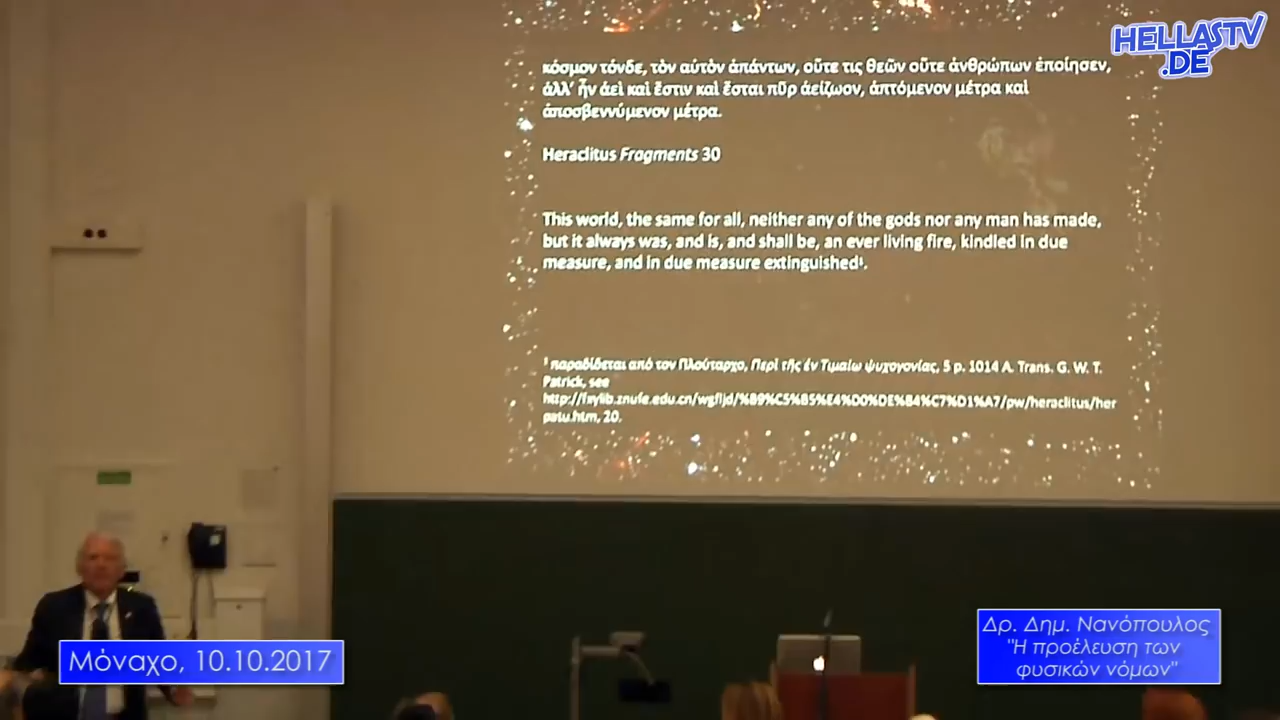 HELLASTV
.DE
κόσμον τόνδε, τὸν αὐτὸν ἁπάντων, οὔτε τις θεῶν οὔτε ἀνθρώπων ἐποίησεν,
ἀλλ’ ἦν ἀεὶ καὶ ἔστιν καὶ ἔσται πῦρ ἀείζωον, ἁπτόμενον μέτρα καὶ
ἀποσβεννύμενον μέτρα.
Heraclitus Fragments 30
This world, the same for all, neither any of the gods nor any man has made,
but it always was, and is, and shall be, an ever living fire, kindled in due
measure, and in due measure extinguished¹.
¹ παραδίδεται από τον Πλούταρχο, Περὶ τῆς ἐν Τιμαίω ψυχογονίας, 5 p. 1014 A. Trans. G. W. T.
Patrick, see
20.
Μόναχο, 10.10.2017
Δρ. Δημ. Νανόπουλος
"Η προέλευση των
φυσικών νόμων"